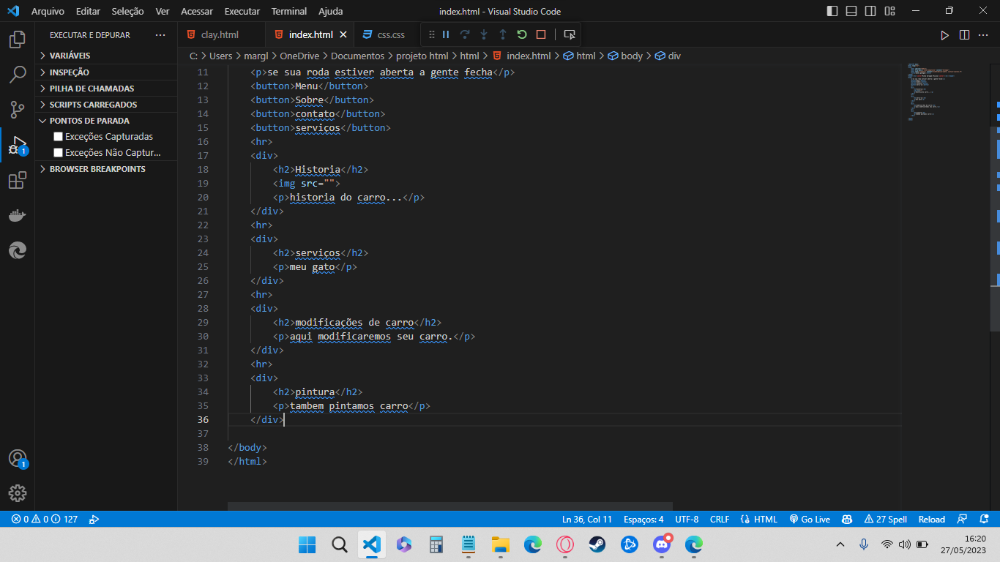 Arquivo Editar Seleção Ver Acessar Executar Terminal Ajuda index.html - Visual Studio Code
EXECUTAR E DEPURAR ··· clay.html index.html css.css
C: > Users > margl > OneDrive > Documentos > projeto html > html > index.html > html > body > div
VARIÁVEIS
INSPEÇÃO
PILHA DE CHAMADAS
SCRIPTS CARREGADOS
PONTOS DE PARADA
Exceções Capturadas
Exceções Não Captur...
BROWSER BREAKPOINTS
1
11 <p>se sua roda estiver aberta a gente fecha</p>
12 <button>Menu</button>
13 <button>Sobre</button>
14 <button>contato</button>
15 <button>serviços</button>
16 <hr>
17 <div>
18 <h2>Historia</h2>
19 <img src="">
20 <p>historia do carro...</p>
21 </div>
22 <hr>
23 <div>
24 <h2>serviços</h2>
25 <p>meu gato</p>
26 </div>
27 <hr>
28 <div>
29 <h2>modificações de carro</h2>
30 <p>aqui modificaremos seu carro.</p>
31 </div>
32 <hr>
33 <div>
34 <h2>pintura</h2>
35 <p>tambem pintamos carro</p>
36 </div>
37
38 </body>
39 </html>
1
0 0 127 Ln 36, Col 11 Espaços: 4 UTF-8 CRLF HTML Go Live 27 Spell Reload
16:20
27/05/2023